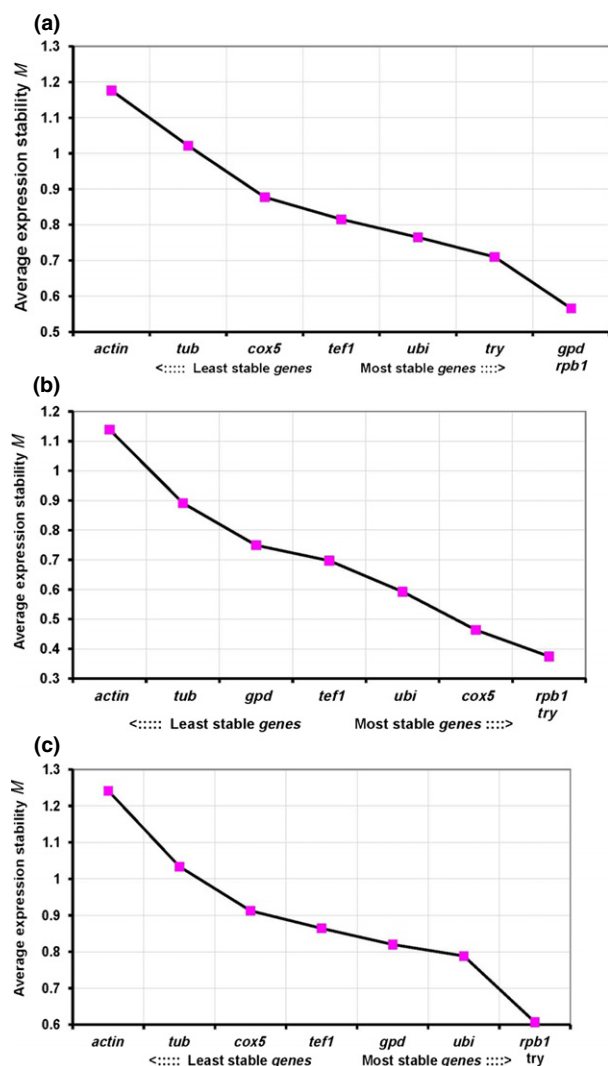 (a)
Average expression stability M
1.3
1.2
1.1
1
0.9
0.8
0.7
0.6
0.5
actin tub cox5 tef1 ubi try gpd
rpb1
<::::: Least stable genes Most stable genes ::::>
(b)
Average expression stability M
1.2
1.1
1
0.9
0.8
0.7
0.6
0.5
0.4
0.3
actin tub gpd tef1 ubi cox5 rpb1
try
<::::: Least stable genes Most stable genes ::::>
(c)
Average expression stability M
1.3
1.2
1.1
1
0.9
0.8
0.7
0.6
actin tub cox5 tef1 gpd ubi rpb1
<::::: Least stable genes Most stable genes ::::> try